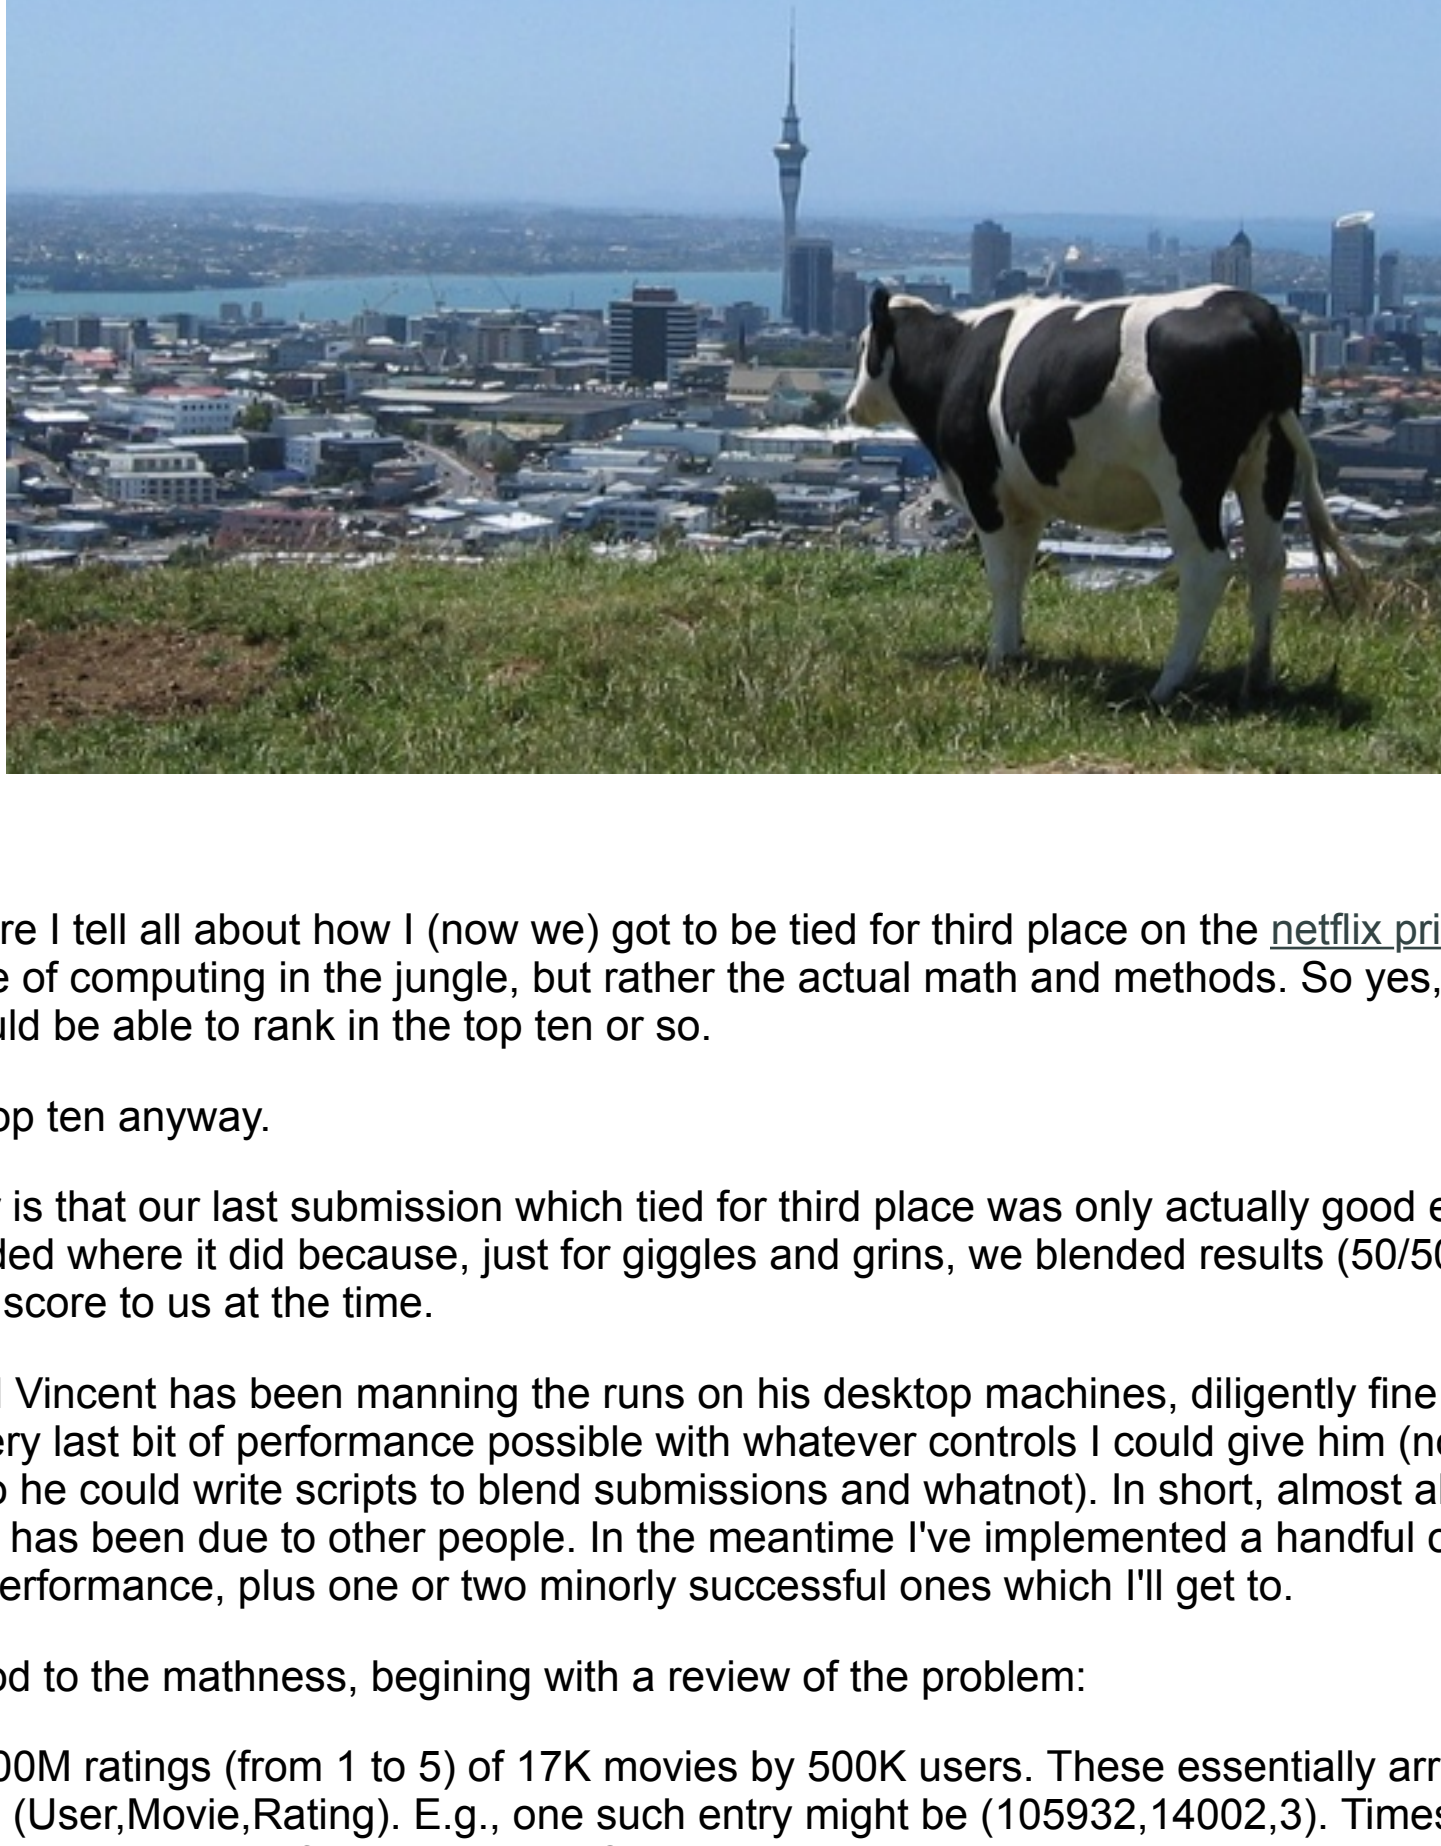 re I tell all about how I (now we) got to be tied for third place on the netflix pri
e of computing in the jungle, but rather the actual math and methods. So yes,
uld be able to rank in the top ten or so.
op ten anyway.
is that our last submission which tied for third place was only actually good e
ded where it did because, just for giggles and grins, we blended results (50/50
score to us at the time.
Vincent has been manning the runs on his desktop machines, diligently fine
ery last bit of performance possible with whatever controls I could give him (no
o he could write scripts to blend submissions and whatnot). In short, almost al
has been due to other people. In the meantime I've implemented a handful o
erformance, plus one or two minorly successful ones which I'll get to.
od to the mathness, begining with a review of the problem:
00M ratings (from 1 to 5) of 17K movies by 500K users. These essentially arr
(User,Movie,Rating). E.g., one such entry might be (105932,14002,3). Times